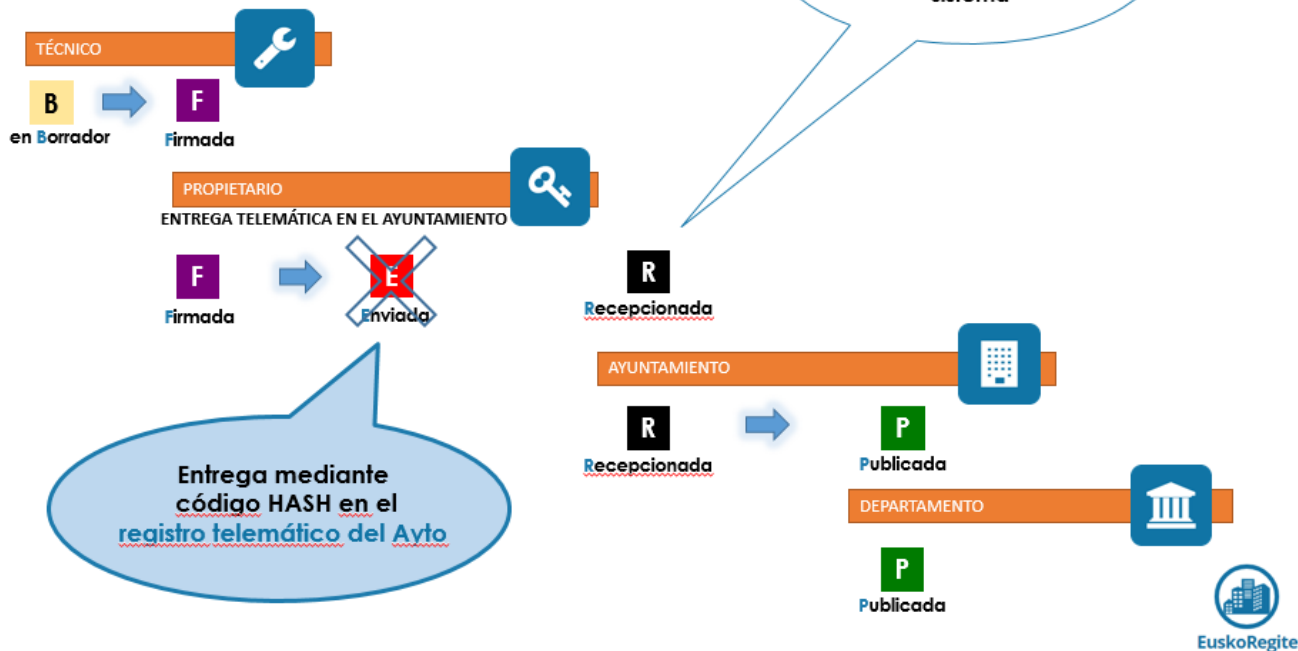 sistema
TÉCNICO
B
F
en Borrador
Firmada
PROPIETARIO
ENTREGA TELEMÁTICA EN EL AYUNTAMIENTO
F
E
R
Firmada
Enviada
Recepcionada
AYUNTAMIENTO
R
P
Recepcionada
Publicada
Entrega mediante
código HASH en el
registro telemático del Ayto
DEPARTAMENTO
P
Publicada
EuskoRegite